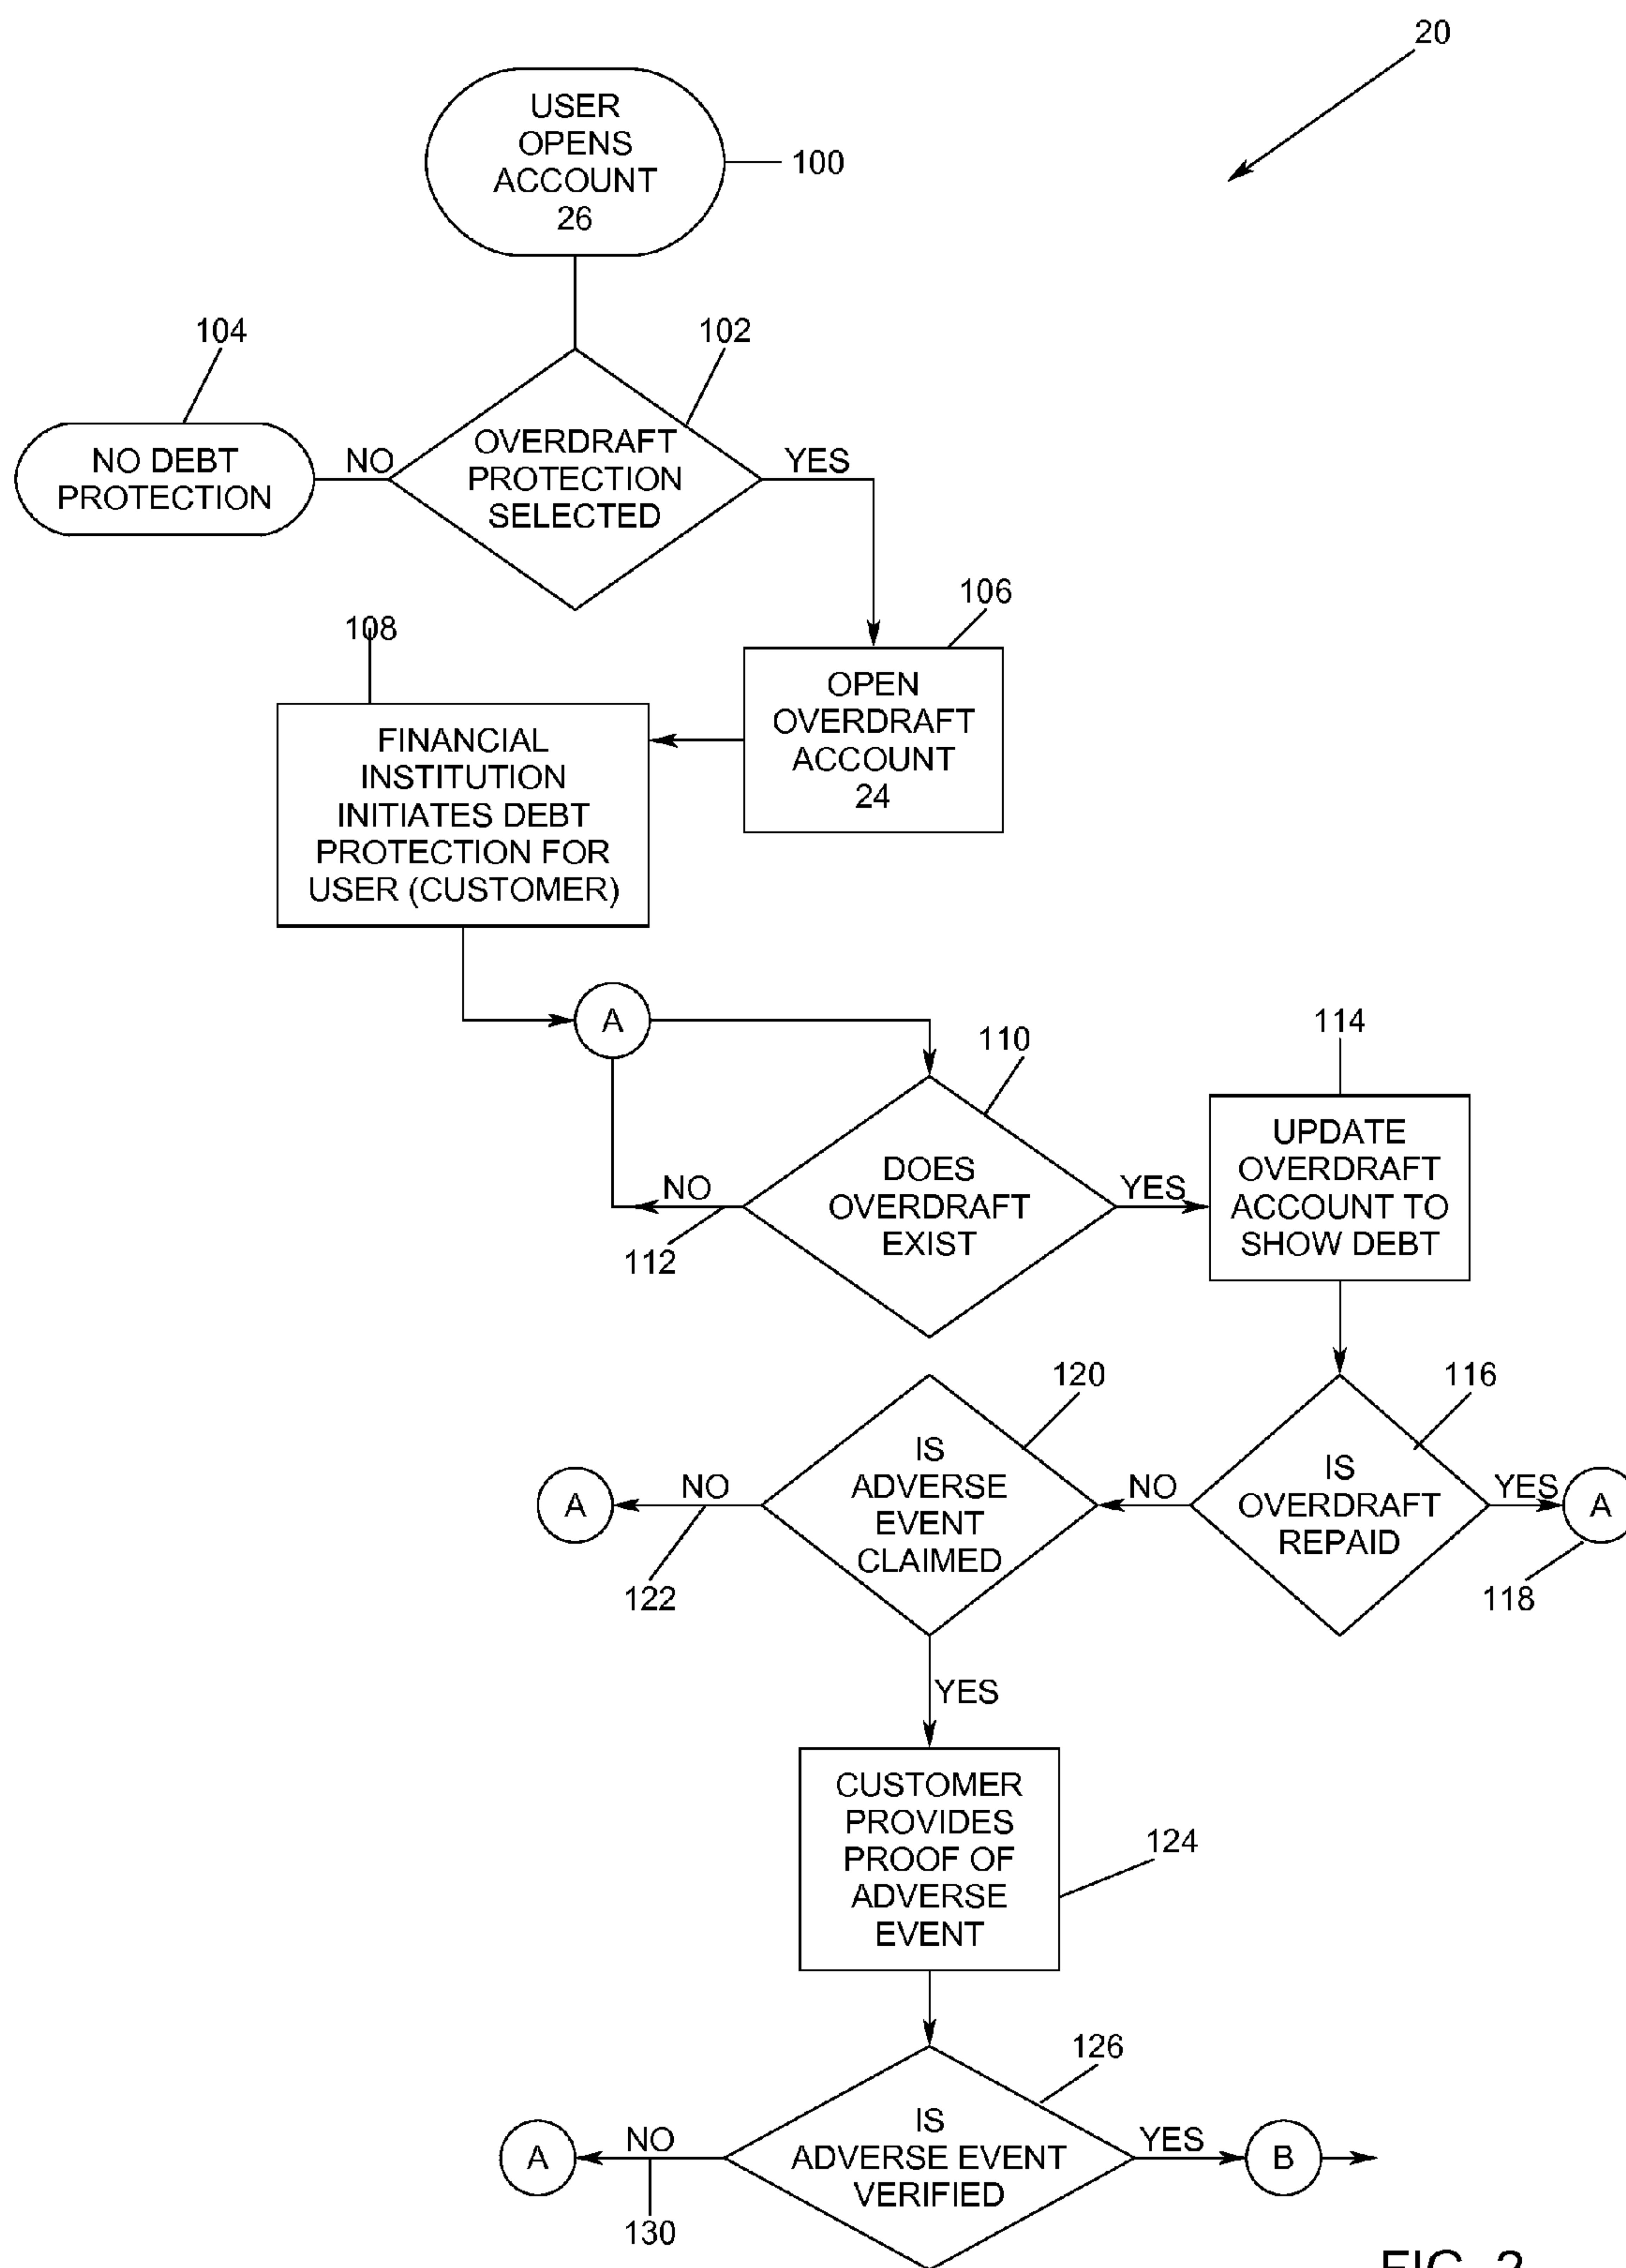 20
USER
OPENS
ACCOUNT
26
100
104
102
NO DEBT
PROTECTION
NO
OVERDRAFT
PROTECTION
SELECTED
YES
106
108
OPEN
OVERDRAFT
ACCOUNT
24
FINANCIAL
INSTITUTION
INITIATES DEBT
PROTECTION FOR
USER (CUSTOMER)
A
110
114
NO
112
DOES
OVERDRAFT
EXIST
YES
UPDATE
OVERDRAFT
ACCOUNT TO
SHOW DEBT
120
116
A
NO
122
IS
ADVERSE
EVENT
CLAIMED
NO
IS
OVERDRAFT
REPAID
YES
A
118
YES
CUSTOMER
PROVIDES
PROOF OF
ADVERSE
EVENT
124
126
A
NO
130
IS
ADVERSE EVENT
VERIFIED
YES
B
FIG. 2